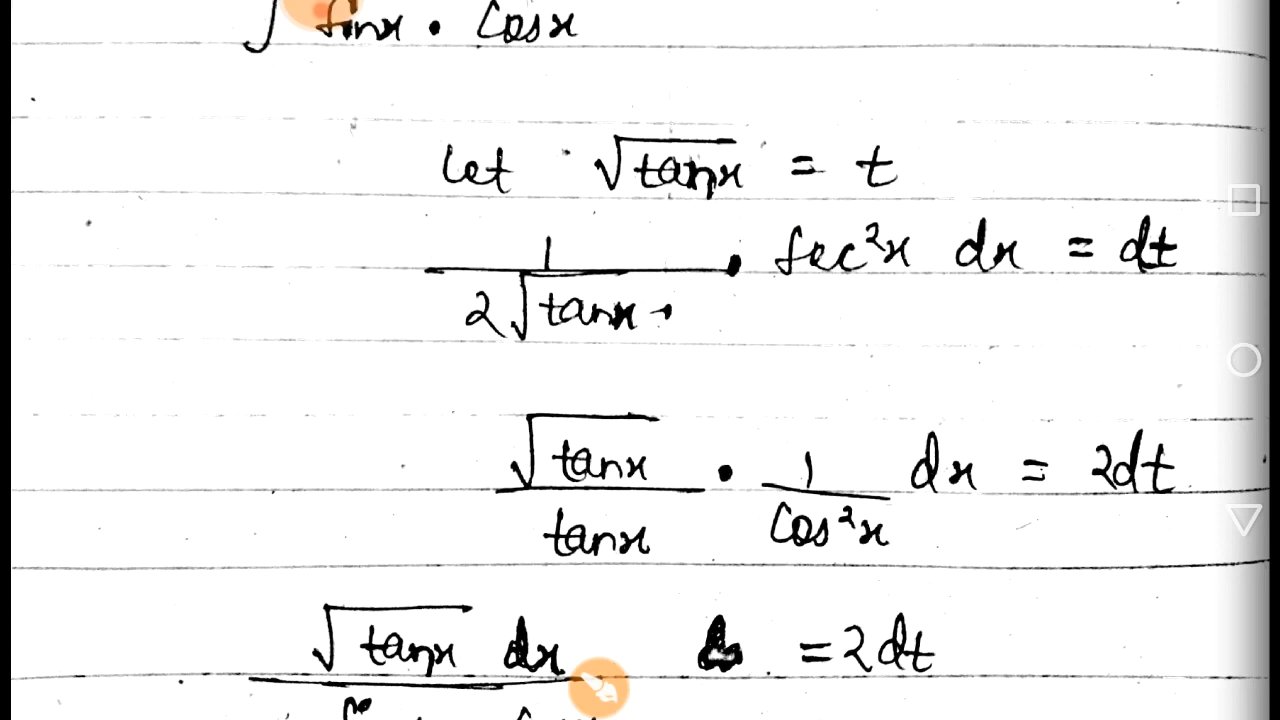 ∫ sinx · cosx
let √tanx = t
1/(2√tanx) · sec²x dx = dt
√tanx/tanx · 1/cos²x dx = 2dt
√tanx dx = 2dt